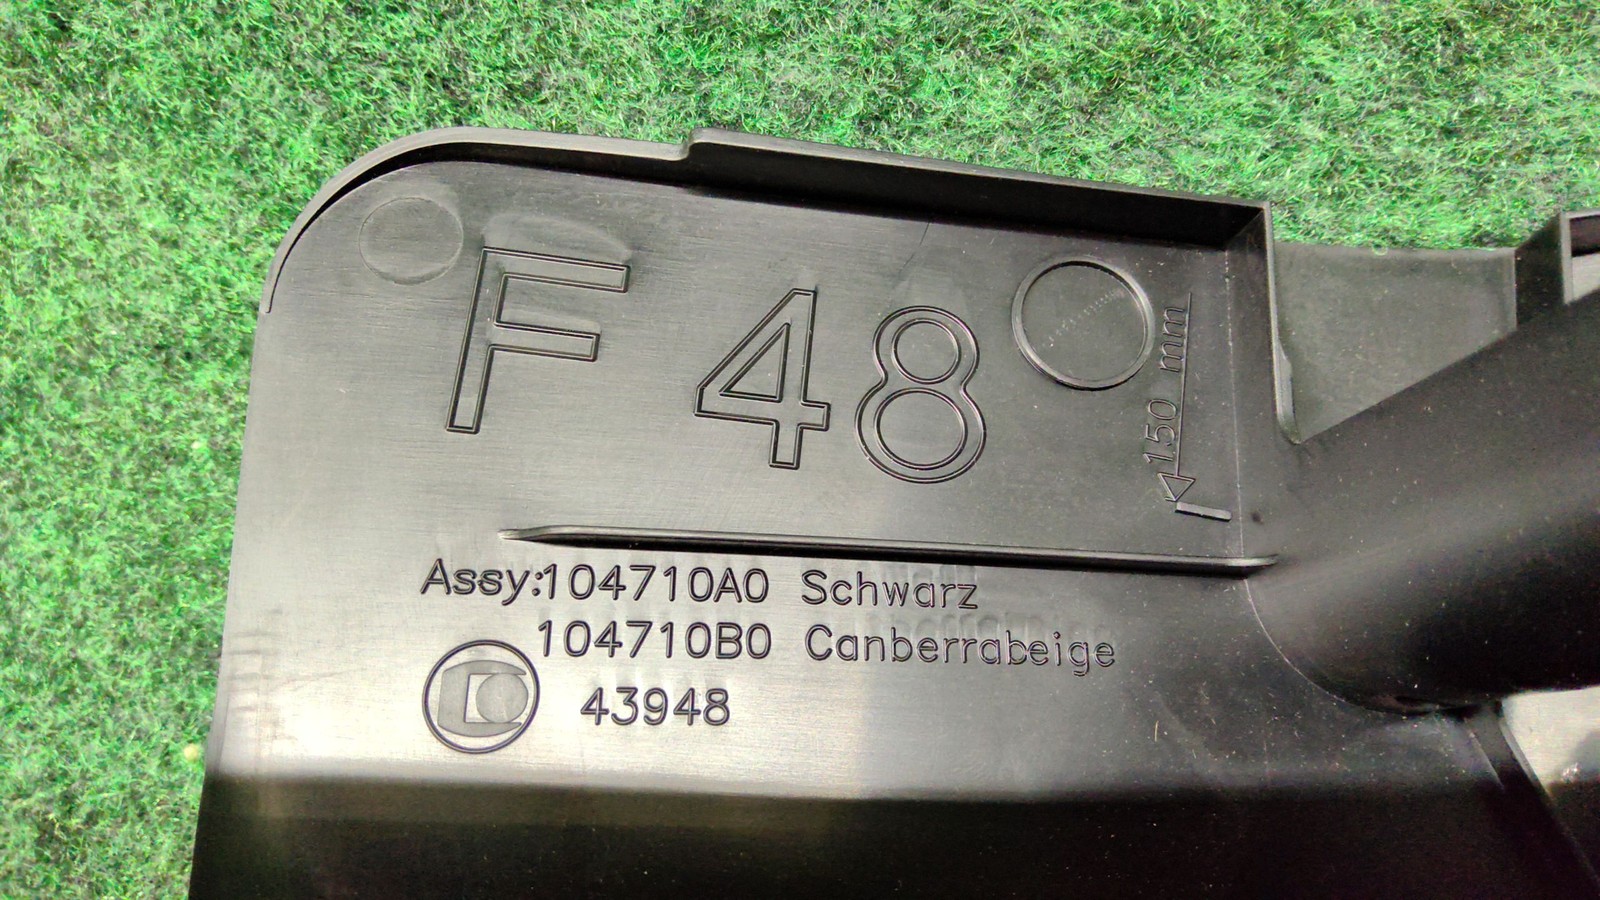 F 48
150 mm
Assy:104710A0 Schwarz
104710B0 Canberrabeige
43948